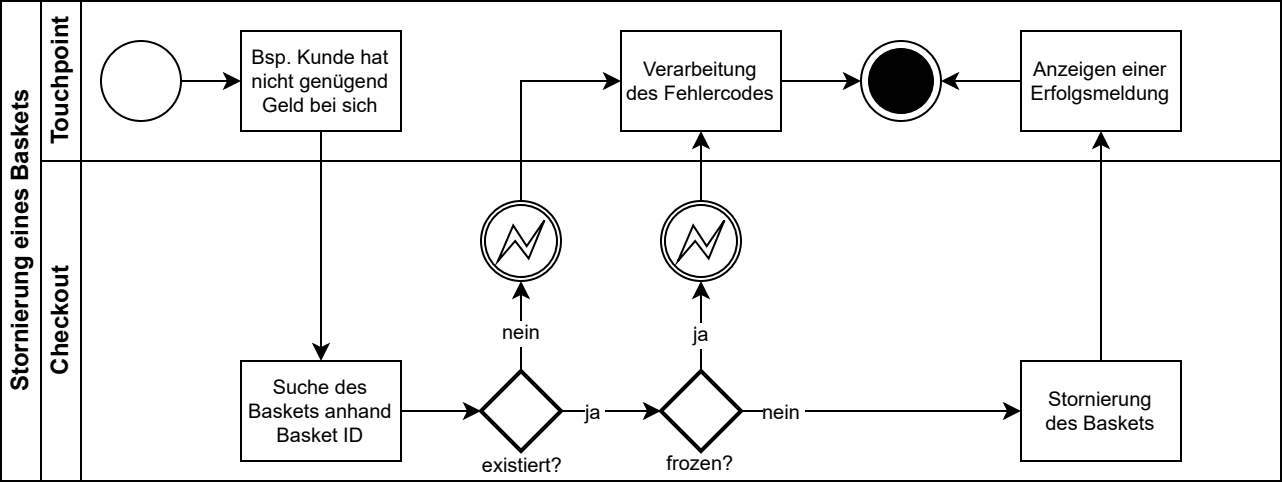 Stornierung eines Baskets
Touchpoint
Bsp. Kunde hat
nicht genügend
Geld bei sich
Verarbeitung
des Fehlercodes
Anzeigen einer
Erfolgsmeldung
Checkout
nein
ja
Suche des
Baskets anhand
Basket ID
ja
nein
Stornierung
des Baskets
existiert?
frozen?